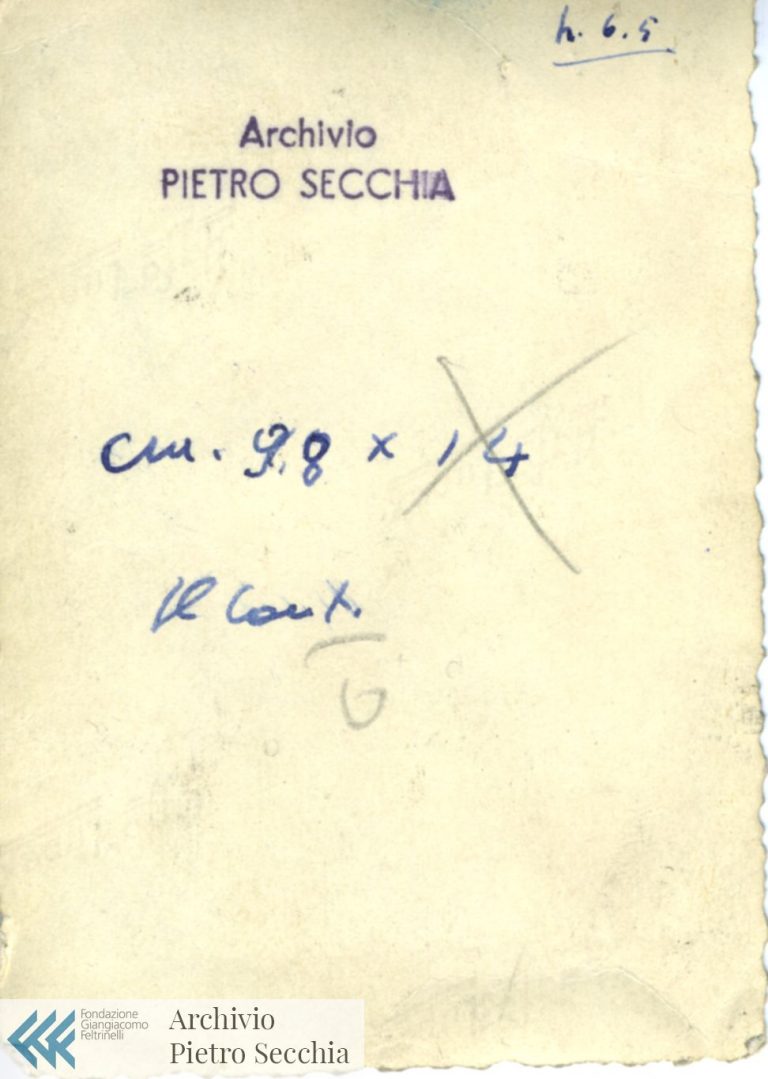 h. 6.5
Archivio
PIETRO SECCHIA
cm. 9.8 x 14
G
Fondazione
Giangiacomo
Feltrinelli
Archivio
Pietro Secchia